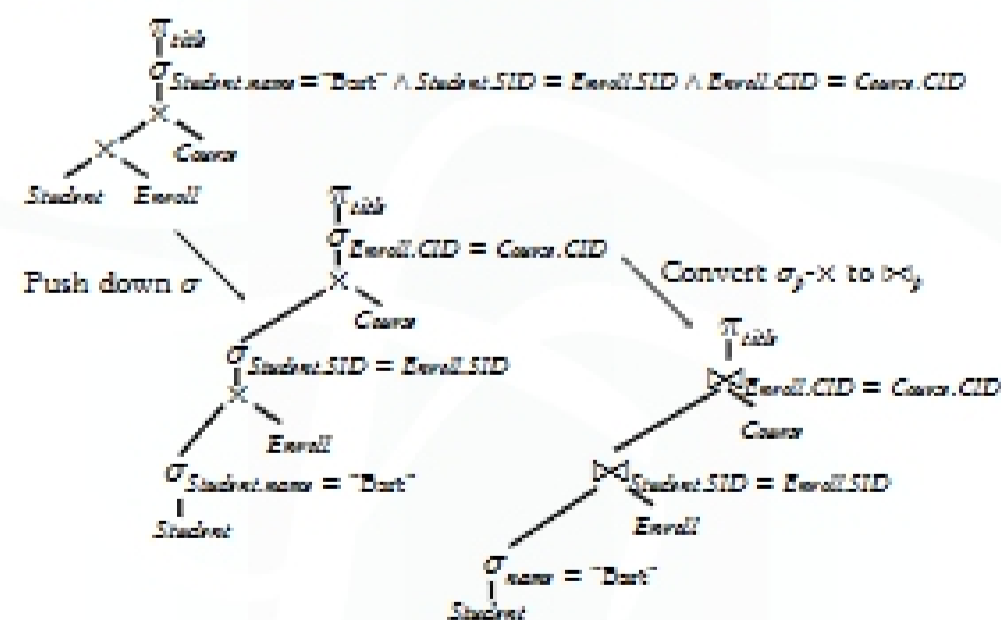 π title
σ Student.name = "Bart" ∧ Student.SID = Enroll.SID ∧ Enroll.CID = Course.CID
×
× Course
Student Enroll
Push down σ
π title
σ Enroll.CID = Course.CID
×
Course
σ Student.SID = Enroll.SID
×
Enroll
σ Student.name = "Bart"
Student
Convert σp-× to ⋈p
π title
⋈ Enroll.CID = Course.CID
Course
⋈ Student.SID = Enroll.SID
Enroll
σ name = "Bart"
Student